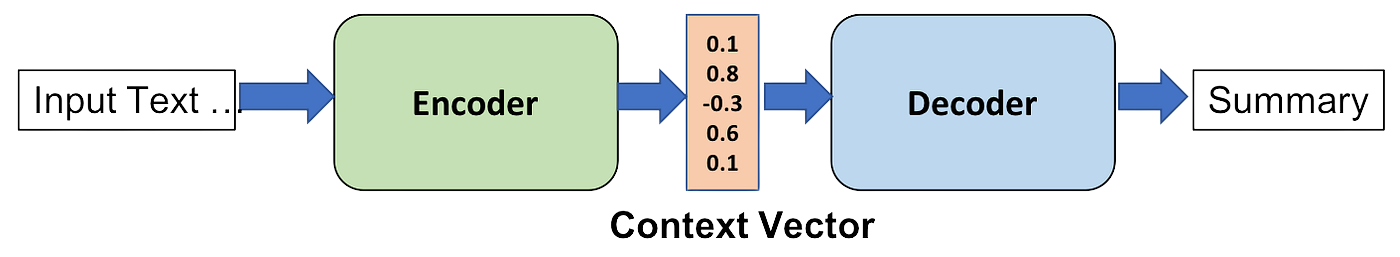 Input Text ...
Encoder
0.1
0.8
-0.3
0.6
0.1
Decoder
Summary
Context Vector